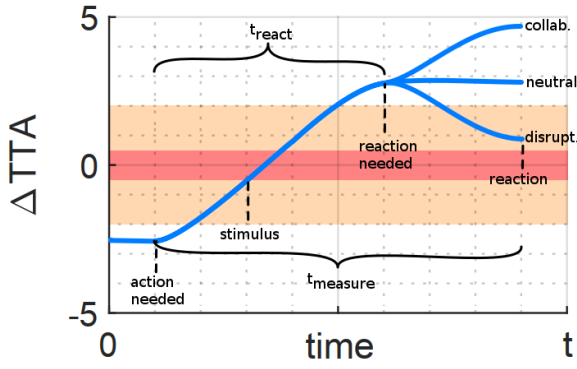 5
collab.
t_react
neutral
disrupt.
reaction
needed
reaction
0
ΔTTA
stimulus
t_measure
action
needed
-5
0
time
t